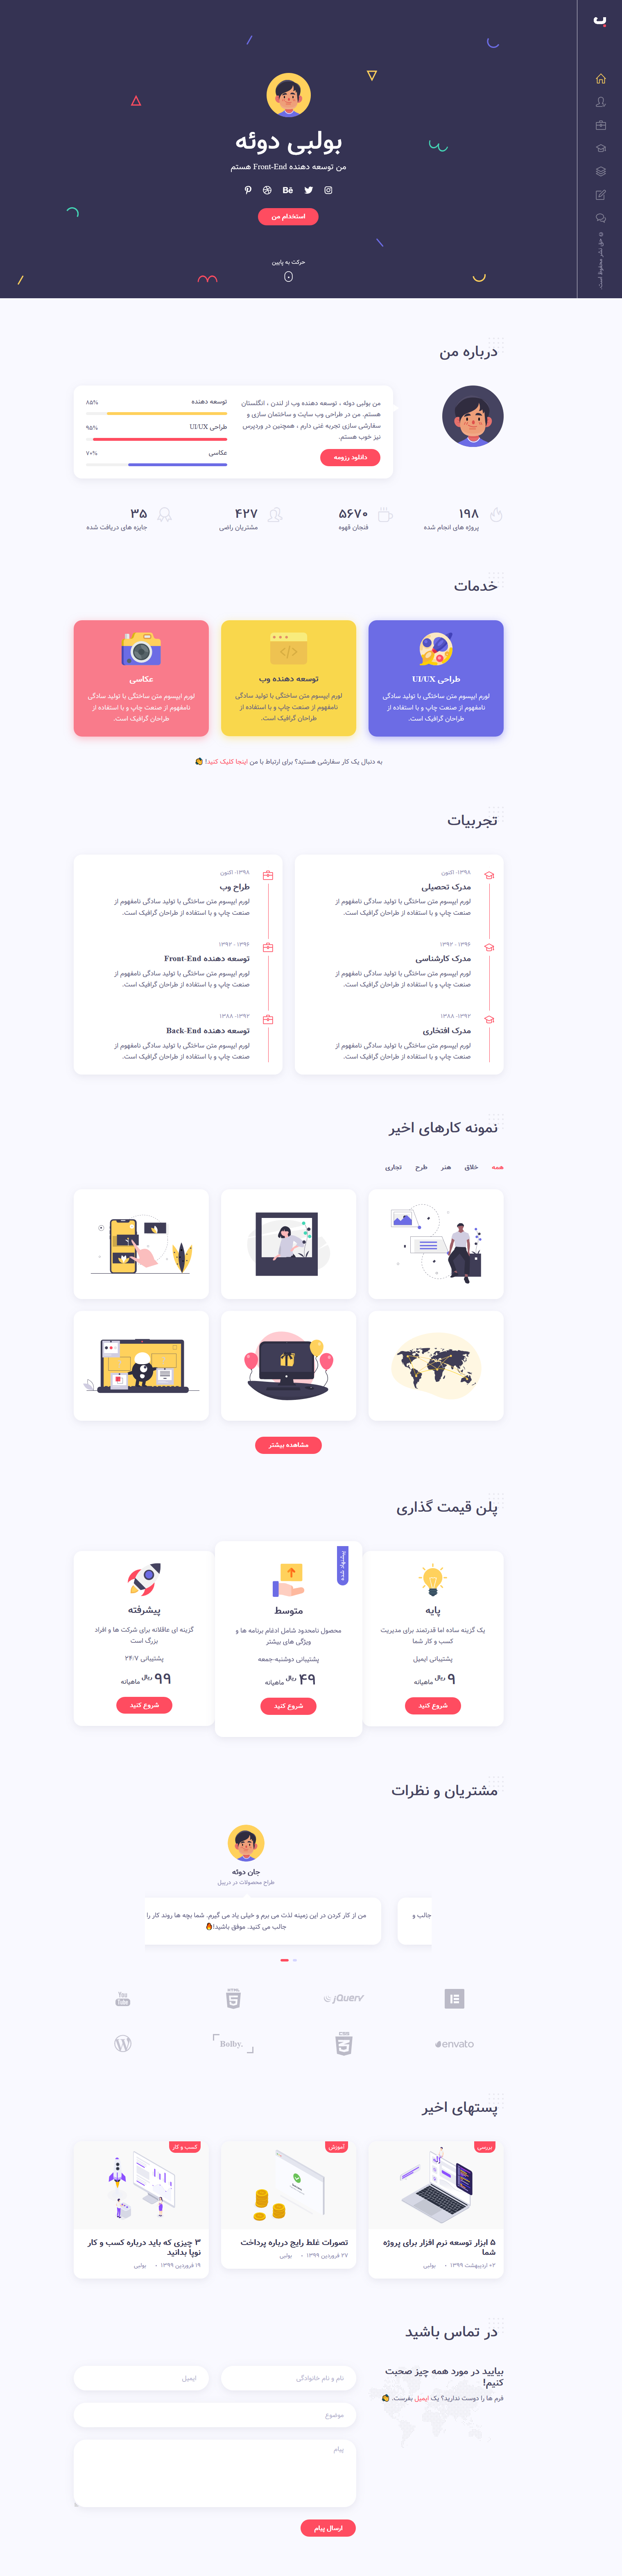 ب
© حق نشر محفوظ است.
بولبی دوئه
من توسعه دهنده Front-End هستم
استخدام من
حرکت به پایین
درباره من
من بولبی دوئه ، توسعه دهنده وب از لندن ، انگلستان
هستم. من در طراحی وب سایت و ساختمان سازی و
سفارشی سازی تجربه غنی دارم ، همچنین در وردپرس
نیز خوب هستم.
دانلود رزومه
توسعه دهنده
۸۵%
طراحی UI/UX
۹۵%
عکاسی
۷۰%
۱۹۸
پروژه های انجام شده
۵۶۷۰
فنجان قهوه
۴۲۷
مشتریان راضی
۳۵
جایزه های دریافت شده
خدمات
طراحی UI/UX
لورم ایپسوم متن ساختگی با تولید سادگی
نامفهوم از صنعت چاپ و با استفاده از
طراحان گرافیک است.
توسعه دهنده وب
لورم ایپسوم متن ساختگی با تولید سادگی
نامفهوم از صنعت چاپ و با استفاده از
طراحان گرافیک است.
عکاسی
لورم ایپسوم متن ساختگی با تولید سادگی
نامفهوم از صنعت چاپ و با استفاده از
طراحان گرافیک است.
به دنبال یک کار سفارشی هستید؟ برای ارتباط با من اینجا کلیک کنید! 👋
تجربیات
۱۳۹۸- اکنون
مدرک تحصیلی
لورم ایپسوم متن ساختگی با تولید سادگی نامفهوم از
صنعت چاپ و با استفاده از طراحان گرافیک است.
۱۳۹۶ - ۱۳۹۲
مدرک کارشناسی
لورم ایپسوم متن ساختگی با تولید سادگی نامفهوم از
صنعت چاپ و با استفاده از طراحان گرافیک است.
۱۳۹۲- ۱۳۸۸
مدرک افتخاری
لورم ایپسوم متن ساختگی با تولید سادگی نامفهوم از
صنعت چاپ و با استفاده از طراحان گرافیک است.
۱۳۹۸- اکنون
طراح وب
لورم ایپسوم متن ساختگی با تولید سادگی نامفهوم از
صنعت چاپ و با استفاده از طراحان گرافیک است.
۱۳۹۶ - ۱۳۹۲
توسعه دهنده Front-End
لورم ایپسوم متن ساختگی با تولید سادگی نامفهوم از
صنعت چاپ و با استفاده از طراحان گرافیک است.
۱۳۹۲- ۱۳۸۸
توسعه دهنده Back-End
لورم ایپسوم متن ساختگی با تولید سادگی نامفهوم از
صنعت چاپ و با استفاده از طراحان گرافیک است.
نمونه کارهای اخیر
همه خلاق هنر طرح تجاری
مشاهده بیشتر
پلن قیمت گذاری
پایه
یک گزینه ساده اما قدرتمند برای مدیریت
کسب و کار شما
پشتیبانی ایمیل
۹ ریال ماهیانه
شروع کنید
پیشنهاد شده
متوسط
محصول نامحدود شامل ادغام برنامه ها و
ویژگی های بیشتر
پشتیبانی دوشنبه-جمعه
۴۹ ریال ماهیانه
شروع کنید
پیشرفته
گزینه ای عاقلانه برای شرکت ها و افراد
بزرگ است
پشتیبانی ۲۴/۷
۹۹ ریال ماهیانه
شروع کنید
مشتریان و نظرات
جان دوئه
طراح محصولات در دریبل
من از کار کردن در این زمینه لذت می برم و خیلی یاد می گیرم. شما بچه ها روند کار را
جالب می کنید. موفق باشید!🔥
جالب و
You Tube
HTML 5
jQuery
WordPress
Bolby.
CSS 3
envato
پستهای اخیر
بررسی
۵ ابزار توسعه نرم افزار برای پروژه
شما
۰۲ اردیبهشت ۱۳۹۹ • بولبی
آموزش
تصورات غلط رایج درباره پرداخت
۲۷ فروردین ۱۳۹۹ • بولبی
کسب و کار
۳ چیزی که باید درباره کسب و کار
نوپا بدانید
۱۹ فروردین ۱۳۹۹ • بولبی
در تماس باشید
بیایید در مورد همه چیز صحبت
کنیم!
فرم ها را دوست ندارید؟ یک ایمیل بفرست. 👋
نام و نام خانوادگی
ایمیل
موضوع
پیام
ارسال پیام